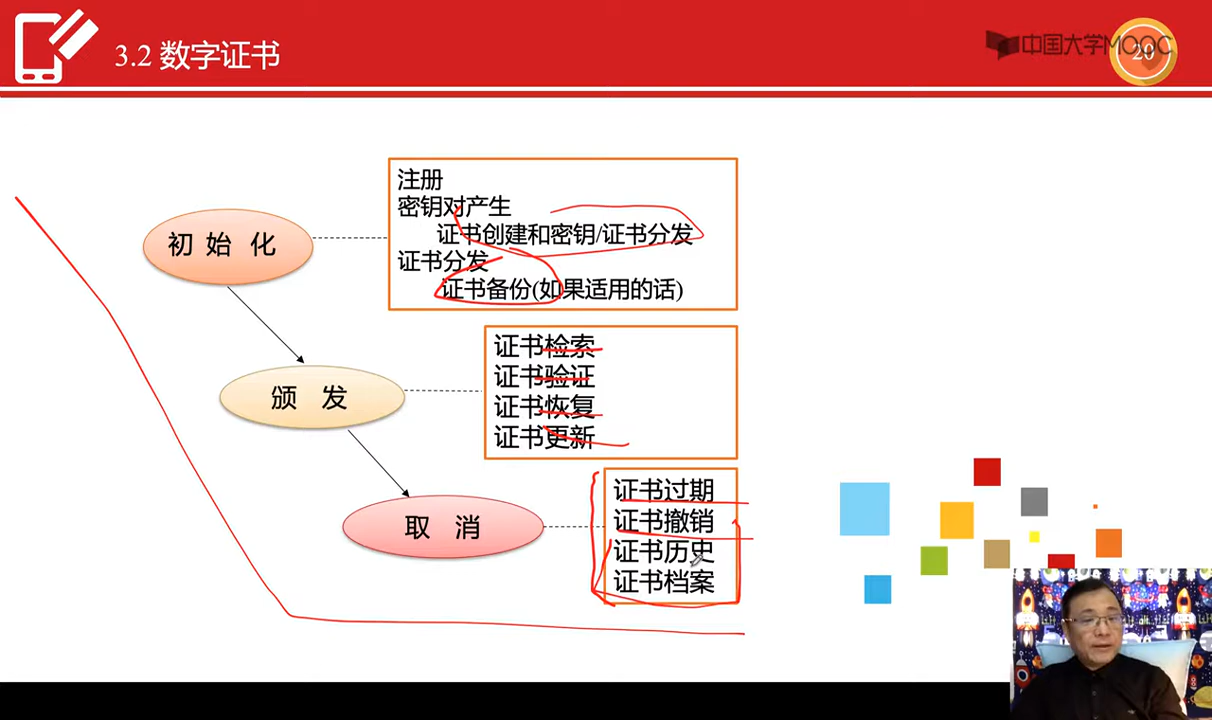 3.2 数字证书
中国大学MOOC
20
注册
密钥对产生
证书创建和密钥/证书分发
证书分发
证书备份(如果适用的话)
初 始 化
证书检索
证书验证
证书恢复
证书更新
颁 发
证书过期
证书撤销
证书历史
证书档案
取 消